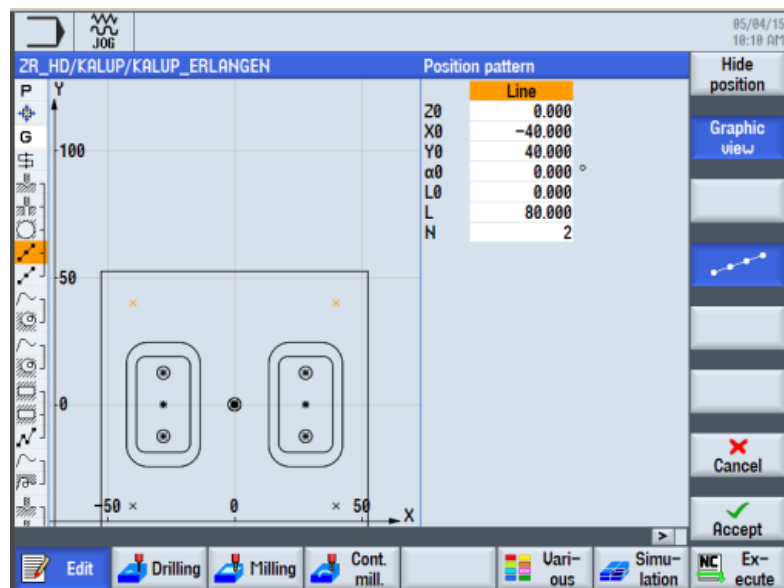 JOG
05/04/15
10:10 AM
ZR_HD/KALUP/KALUP_ERLANGEN
Position pattern
Hide
position
P
G
Y
100
50
0
-50
0
50
X
Line
Z0 0.000
X0 -40.000
Y0 40.000
α0 0.000 °
L0 0.000
L 80.000
N 2
Graphic
view
Cancel
Accept
>
Edit
Drilling
Milling
Cont.
mill.
Vari-
ous
Simu-
lation
NC
Ex-
ecute